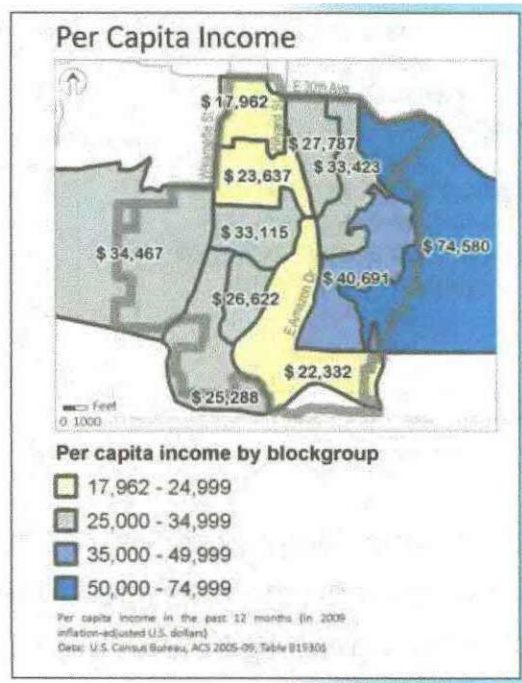 Per Capita Income
E 30th Ave
Willamette St
$ 17,962
$ 27,787
$ 33,423
$ 23,637
$ 33,115
$ 34,467
$ 74,580
$ 40,691
$ 26,622
E Amazon Dr
$ 22,332
$ 25,288
Feet
0 1000
Per capita income by blockgroup
17,962 - 24,999
25,000 - 34,999
35,000 - 49,999
50,000 - 74,999
Per capita income in the past 12 months (in 2009
inflation-adjusted U.S. dollars)
Data: U.S. Census Bureau, ACS 2005-09, Table B19301